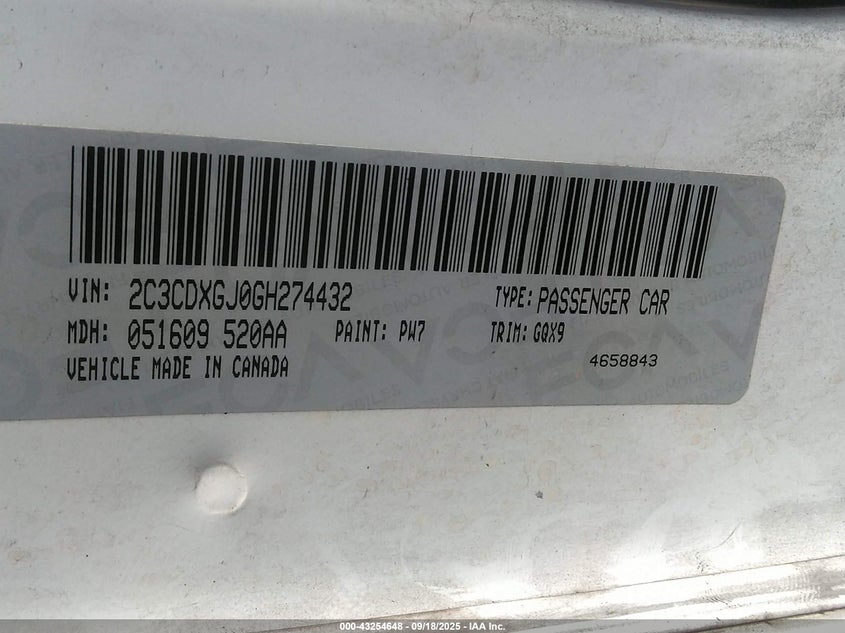 VIN: 2C3CDXGJ0GH274432 TYPE: PASSENGER CAR
MDH: 051609 520AA PAINT: PW7 TRIM: GQX9
VEHICLE MADE IN CANADA 4658843
000-43254648 - 09/18/2025 - IAA Inc.